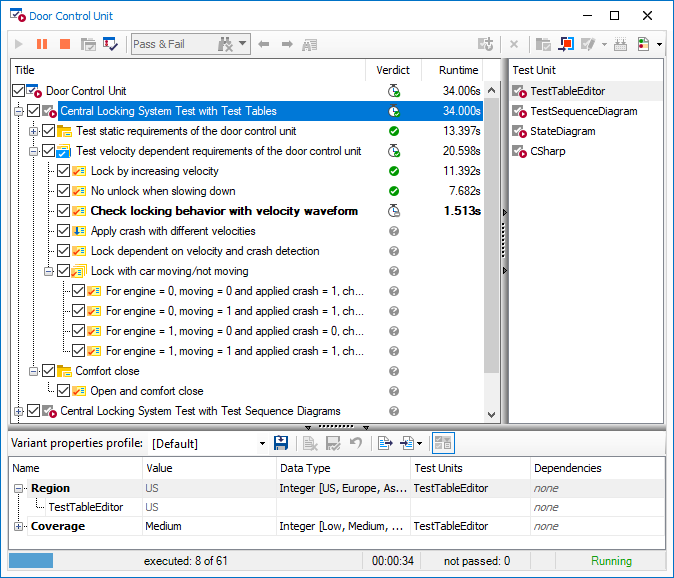 Door Control Unit
Pass & Fail
Title Verdict Runtime
Door Control Unit 34.006s
Central Locking System Test with Test Tables 34.000s
Test static requirements of the door control unit 13.397s
Test velocity dependent requirements of the door control unit 20.598s
Lock by increasing velocity 11.392s
No unlock when slowing down 7.682s
Check locking behavior with velocity waveform 1.513s
Apply crash with different velocities
Lock dependent on velocity and crash detection
Lock with car moving/not moving
For engine = 0, moving = 0 and applied crash = 1, ch...
For engine = 0, moving = 1 and applied crash = 1, ch...
For engine = 1, moving = 0 and applied crash = 0, ch...
For engine = 1, moving = 1 and applied crash = 1, ch...
Comfort close
Open and comfort close
Central Locking System Test with Test Sequence Diagrams
Test Unit
TestTableEditor
TestSequenceDiagram
StateDiagram
CSharp
Variant properties profile: [Default]
Name Value Data Type Test Units Dependencies
Region US Integer [US, Europe, As... TestTableEditor none
TestTableEditor US none
Coverage Medium Integer [Low, Medium, ... TestTableEditor none
executed: 8 of 61 00:00:34 not passed: 0 Running